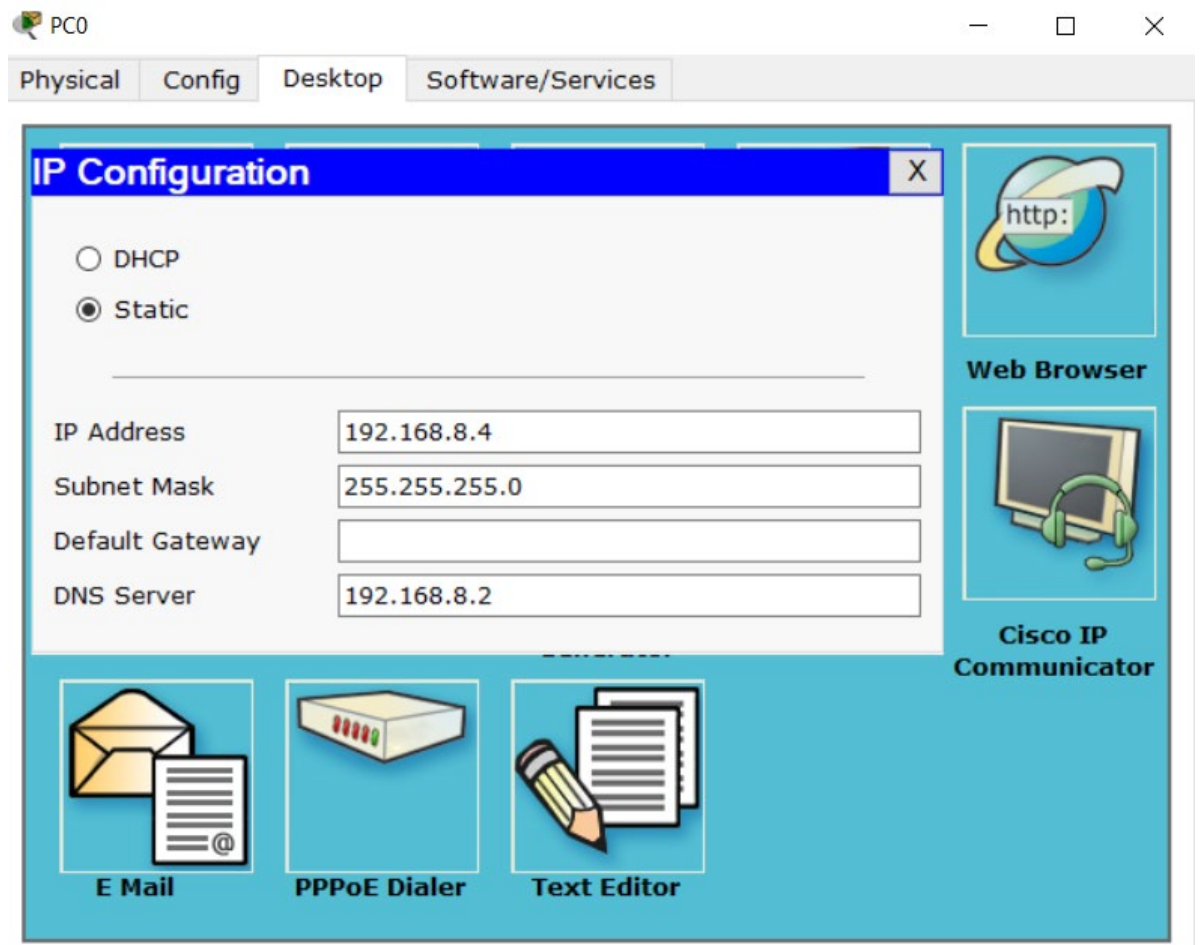 PC0
Physical Config Desktop Software/Services
IP Configuration X
DHCP
Static
IP Address 192.168.8.4
Subnet Mask 255.255.255.0
Default Gateway
DNS Server 192.168.8.2
http:
Web Browser
Cisco IP
Communicator
@
E Mail
PPPoE Dialer
Text Editor